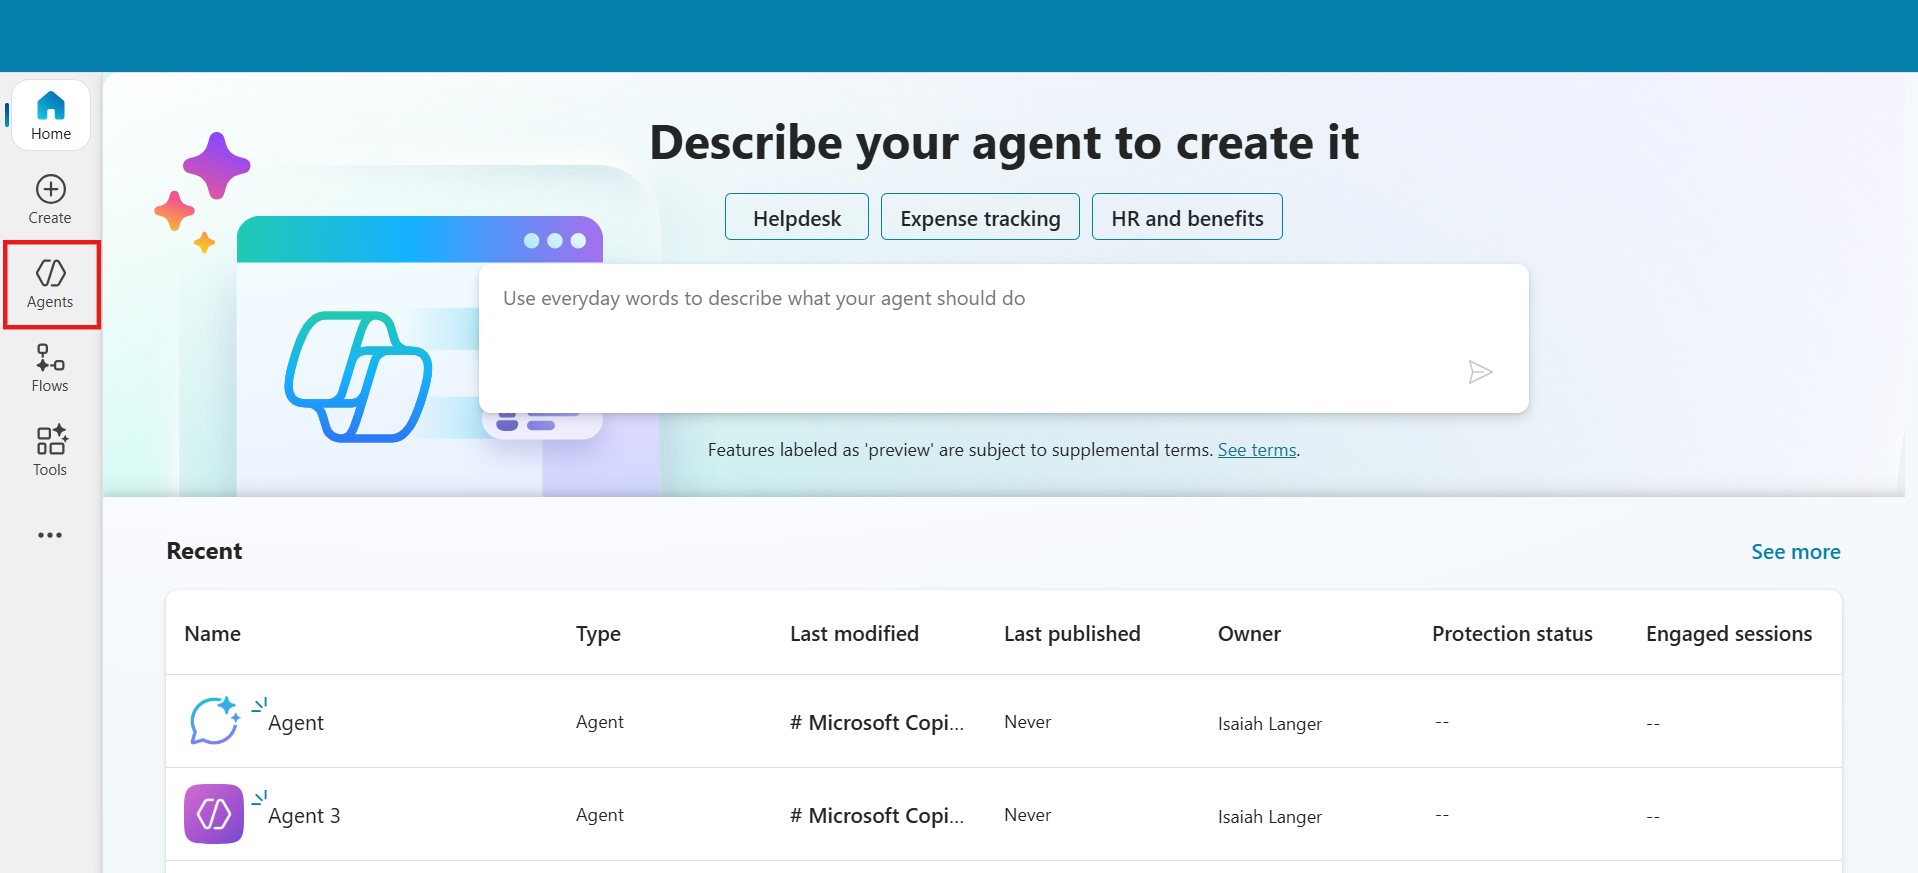 Home
Create
Agents
Flows
Tools
Describe your agent to create it
Helpdesk Expense tracking HR and benefits
Use everyday words to describe what your agent should do
Features labeled as 'preview' are subject to supplemental terms. See terms.
Recent See more
Name Type Last modified Last published Owner Protection status Engaged sessions
Agent Agent # Microsoft Copi... Never Isaiah Langer -- --
Agent 3 Agent # Microsoft Copi... Never Isaiah Langer -- --